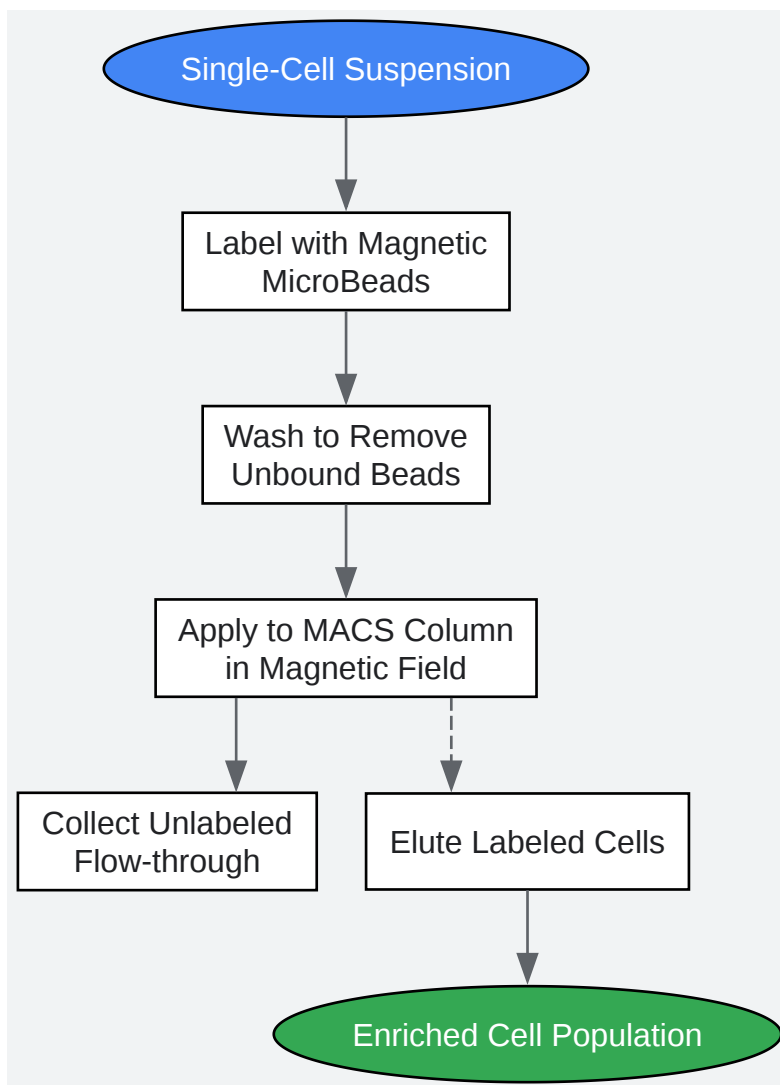 Single-Cell Suspension
Label with Magnetic
MicroBeads
Wash to Remove
Unbound Beads
Apply to MACS Column
in Magnetic Field
Collect Unlabeled
Flow-through
Elute Labeled Cells
Enriched Cell Population